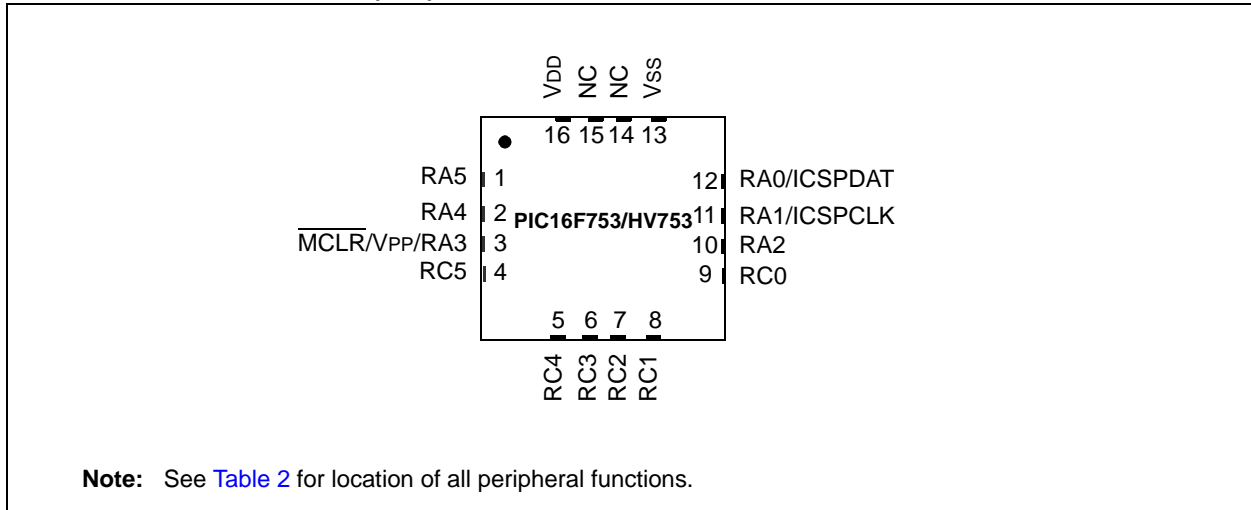 VDD NC NC VSS
16 15 14 13
RA5 1 12 RA0/ICSPDAT
RA4 2 PIC16F753/HV753 11 RA1/ICSPCLK
MCLR/VPP/RA3 3 10 RA2
RC5 4 9 RC0
5 6 7 8
RC4 RC3 RC2 RC1
Note: See Table 2 for location of all peripheral functions.